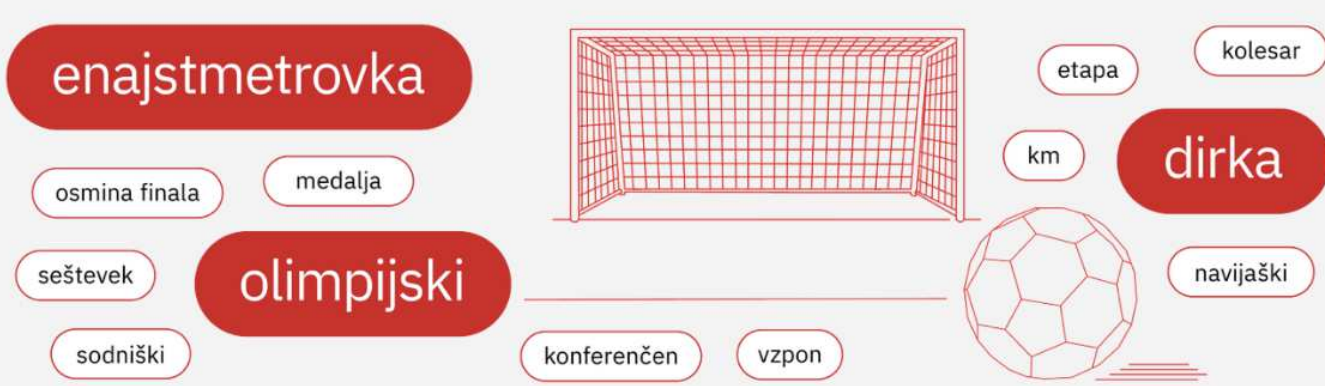 enajstmetrovka
osmina finala
medalja
seštevek
olimpijski
sodniški
konferenčen
vzpon
etapa
kolesar
km
dirka
navijaški